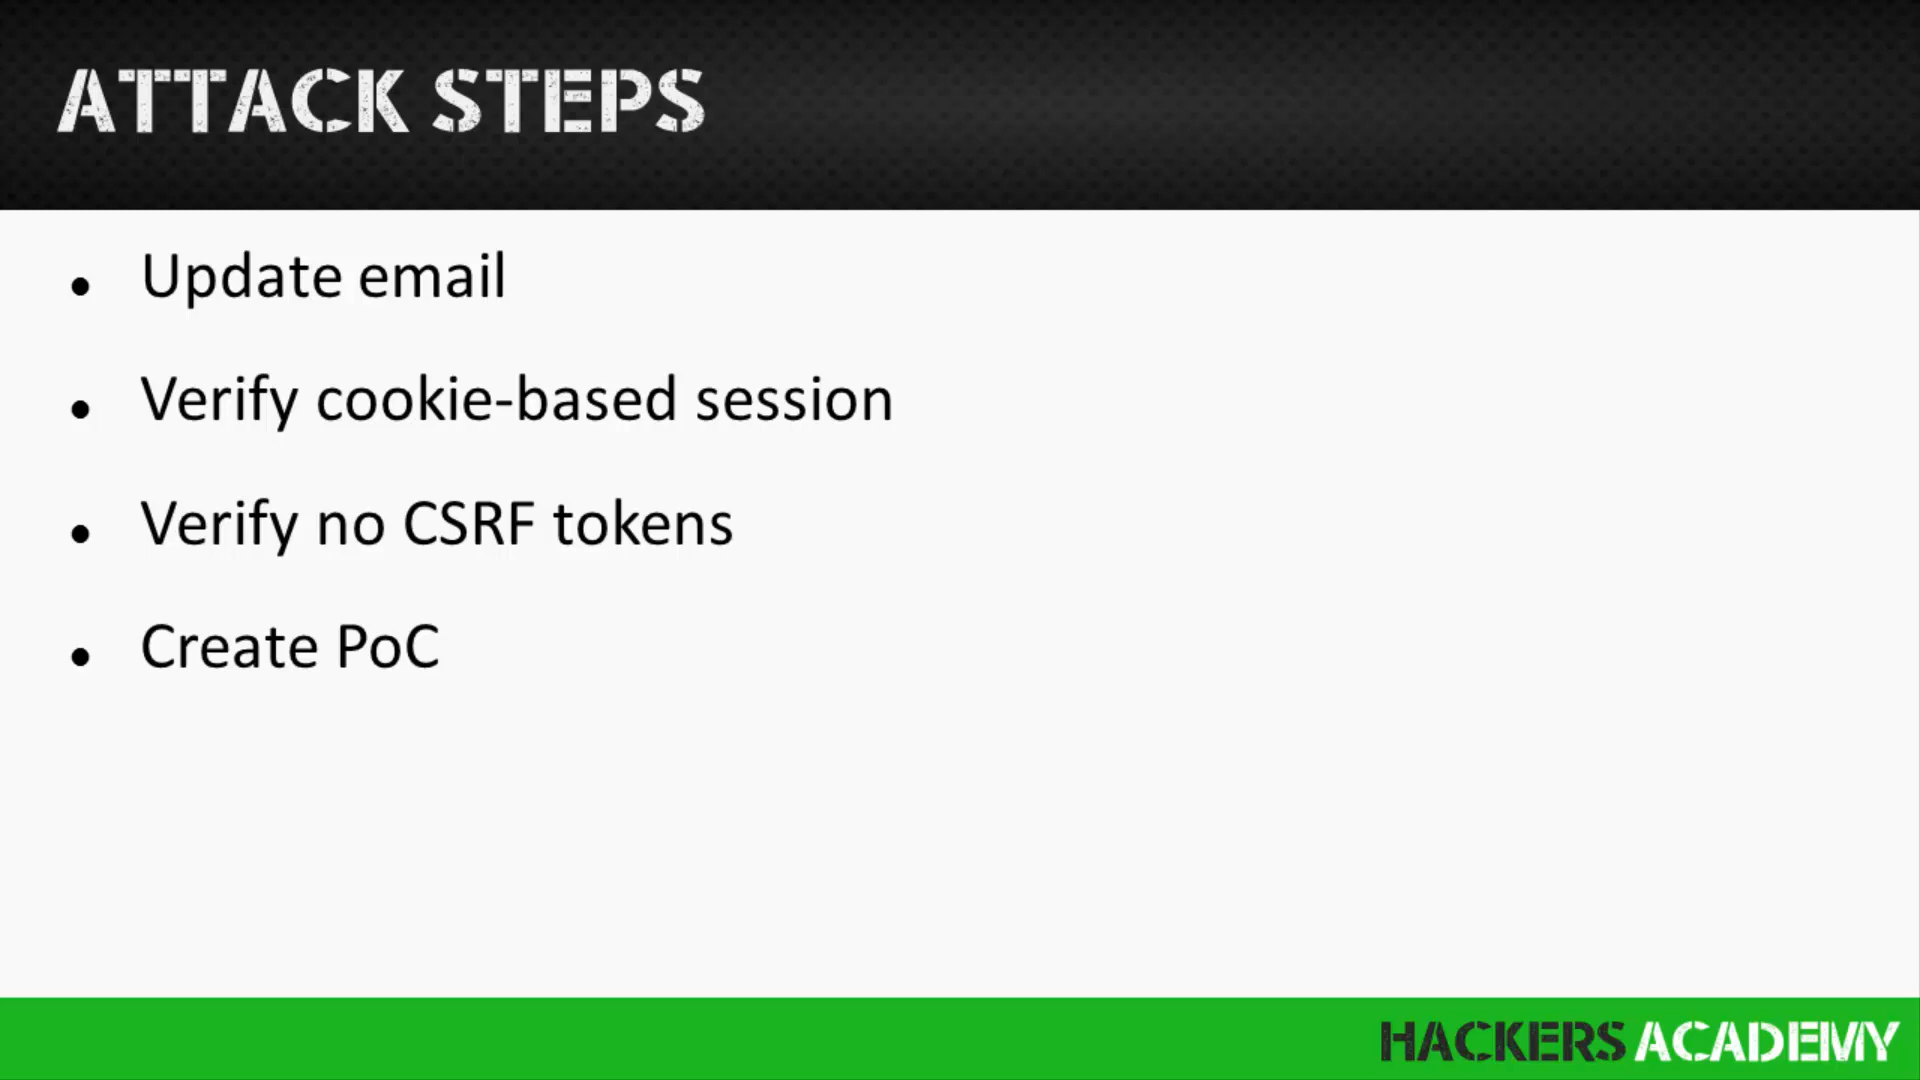 ATTACK STEPS
Update email
Verify cookie-based session
Verify no CSRF tokens
Create PoC
HACKERS ACADEMY